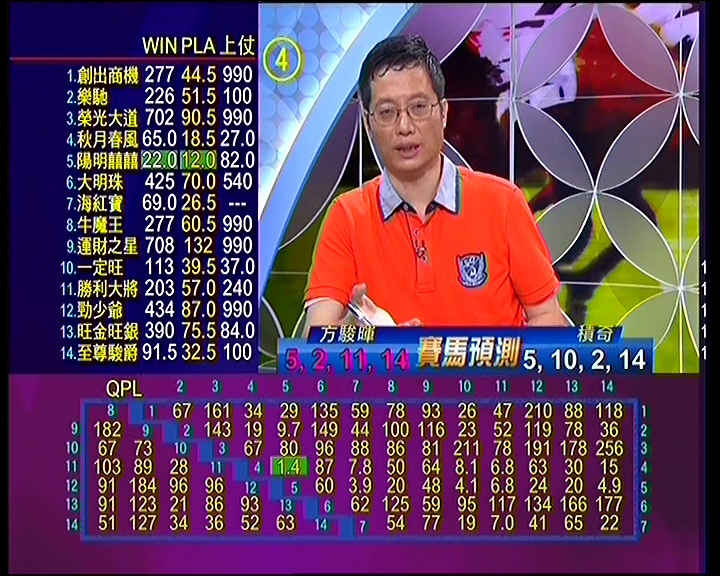 WIN PLA 上仗
1.創出商機 277 44.5 990
2.樂馳 226 51.5 100
3.榮光大道 702 90.5 990
4.秋月春風 65.0 18.5 27.0
5.陽明囍囍 22.0 12.0 82.0
6.大明珠 425 70.0 540
7.海紅寶 69.0 26.5 ---
8.牛魔王 277 60.5 990
9.運財之星 708 132 990
10.一定旺 113 39.5 37.0
11.勝利大將 203 57.0 240
12.勁少爺 434 87.0 990
13.旺金旺銀 390 75.5 84.0
14.至尊駿爵 91.5 32.5 100
4
方駿暉 積奇
5, 2, 11, 14 賽馬預測 5, 10, 2, 14
QPL 2 3 4 5 6 7 8 9 10 11 12 13 14
8 1 67 161 34 29 135 59 78 93 26 47 210 88 118 1
9 182 9 2 143 19 9.7 149 44 100 116 23 52 119 78 36 2
10 67 73 10 3 67 80 96 88 86 81 211 78 191 178 256 3
11 103 89 28 11 4 1.4 87 7.8 50 64 8.1 6.8 63 30 15 4
12 91 184 96 96 12 5 60 3.9 20 48 4.1 6.8 24 20 4.9 5
13 91 123 21 86 93 13 6 62 125 59 95 117 134 166 177 6
14 51 127 34 36 52 63 14 7 54 77 19 7.0 41 65 22 7